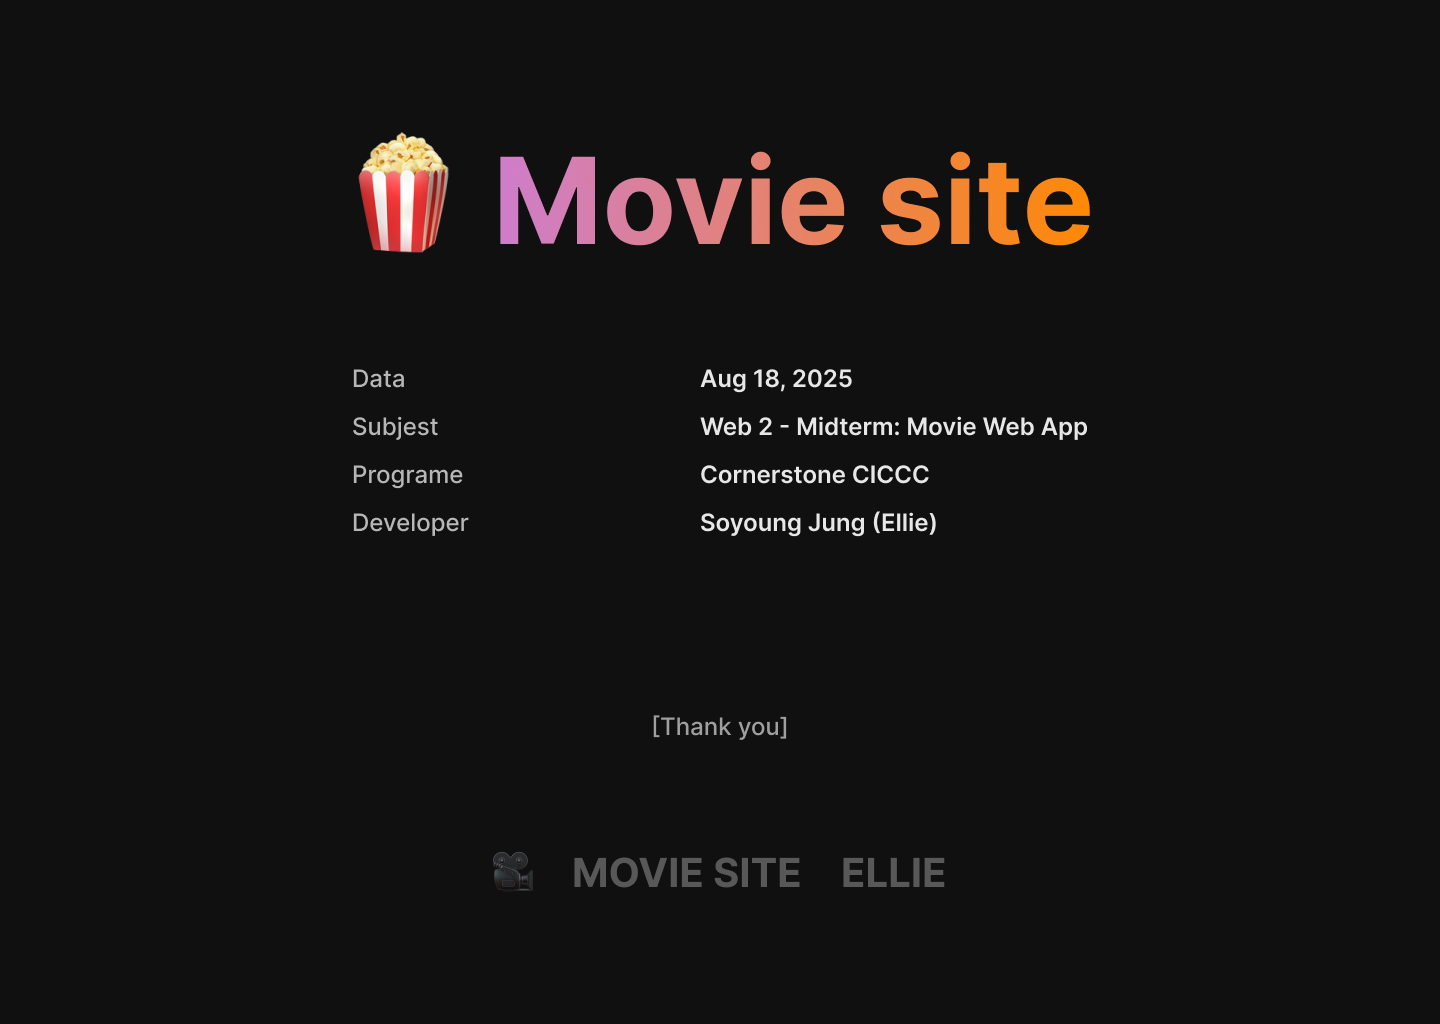 Movie site
Data Aug 18, 2025
Subjest Web 2 - Midterm: Movie Web App
Programe Cornerstone CICCC
Developer Soyoung Jung (Ellie)
[Thank you]
MOVIE SITE ELLIE